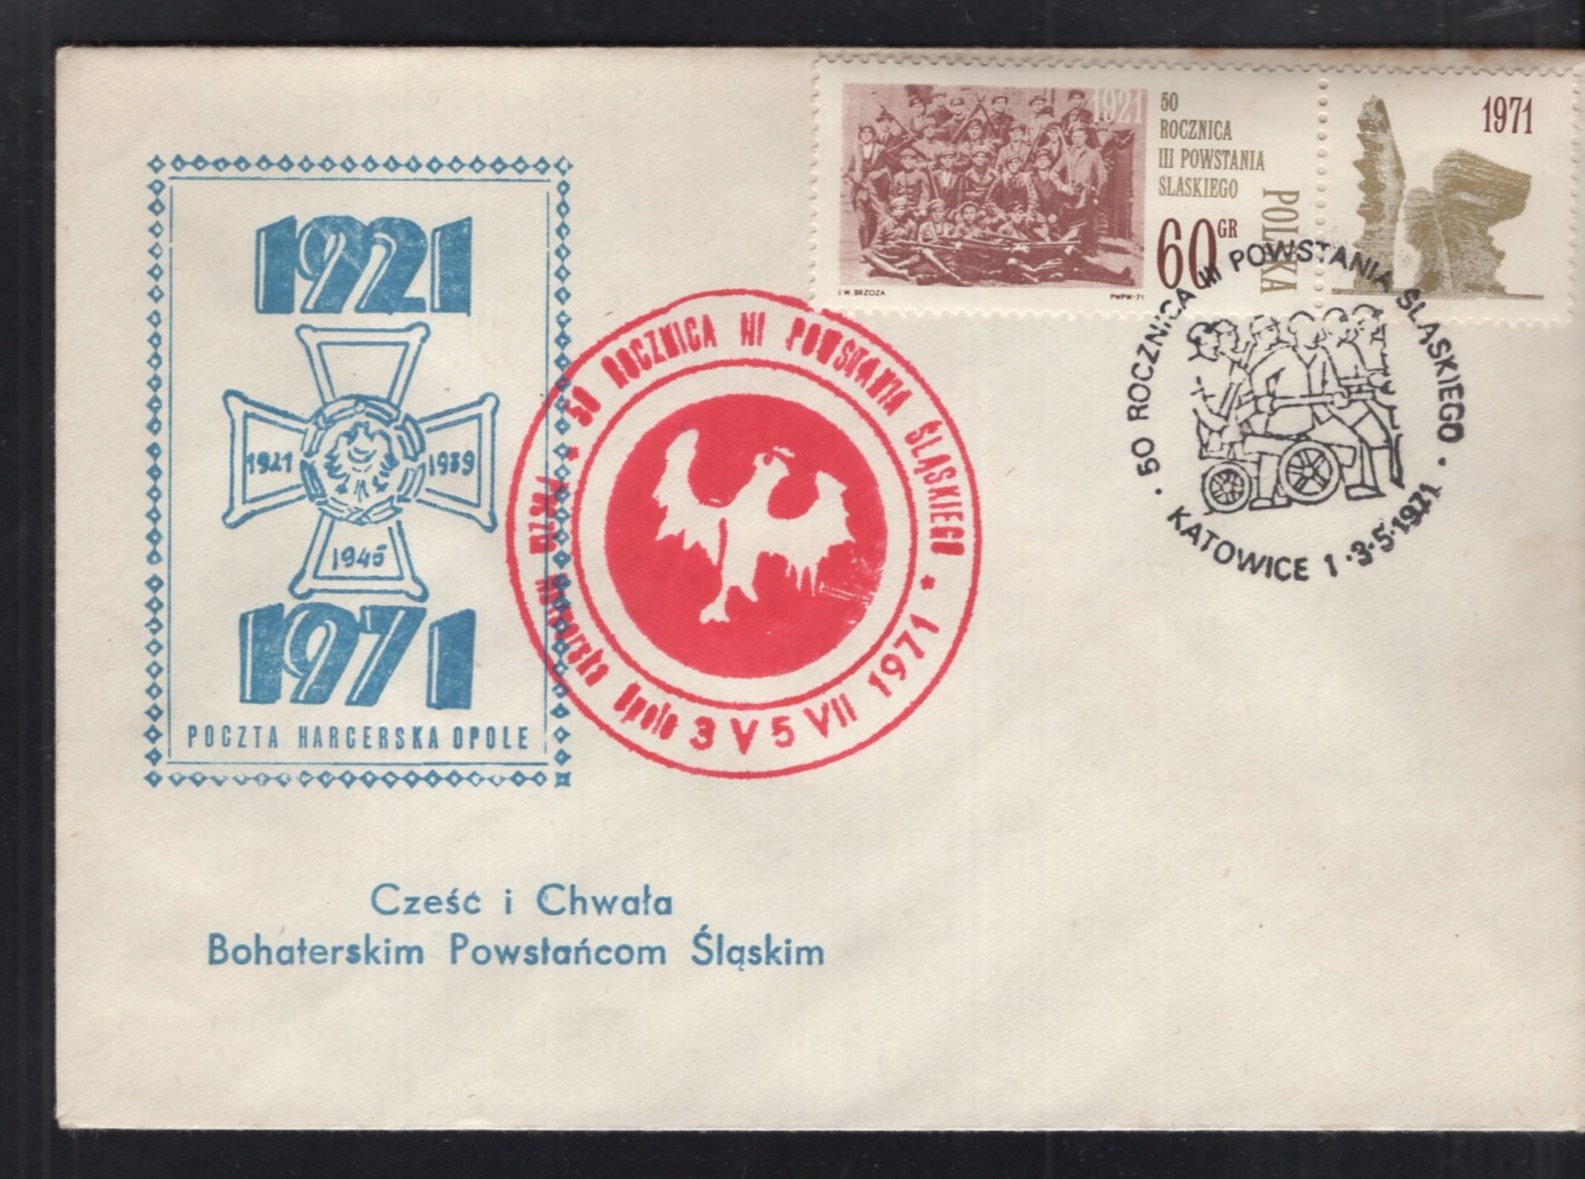 1921
1921
1939
1945
1971
POCZTA HARCERSKA OPOLE
50 ROCZNICA III POWSTANIA ŚLĄSKIEGO *
3 V 5 VII 1971 *
Opole
Cześć i Chwała
Bohaterskim Powstańcom Śląskim
1921
50
ROCZNICA
III POWSTANIA
ŚLĄSKIEGO
60 GR
POLSKA
J.W. BRZOZA
PWPW-71
1971
· 50 ROCZNICA III POWSTANIA ŚLĄSKIEGO ·
KATOWICE 1 · 3·5·1971